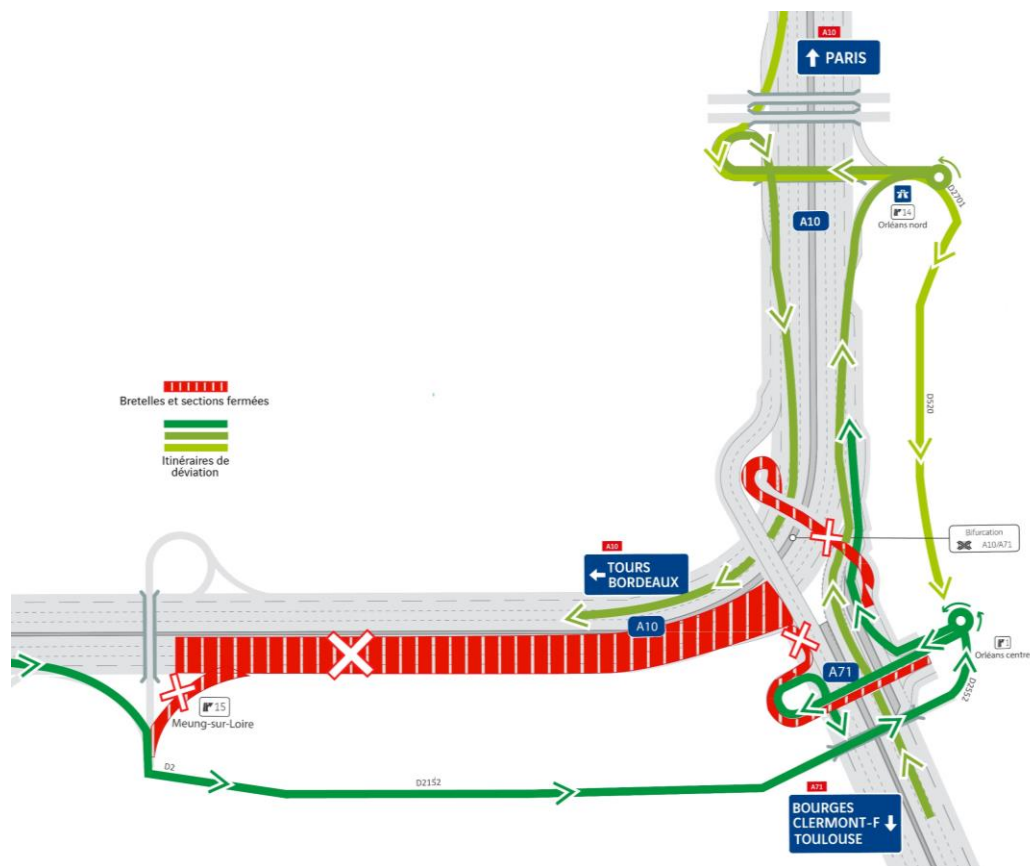 A10
PARIS
A10
14
Orléans nord
D2701
D520
Bretelles et sections fermées
Itinéraires de
déviation
Bifurcation
A10/A71
A10
TOURS
BORDEAUX
A10
1
Orléans centre
A71
D2552
15
Meung-sur-Loire
D2
D2152
A71
BOURGES
CLERMONT-F
TOULOUSE